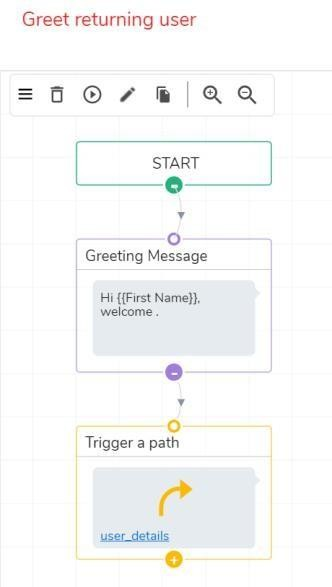 Greet returning user
START
Greeting Message
Hi {{First Name}},
welcome .
Trigger a path
user_details